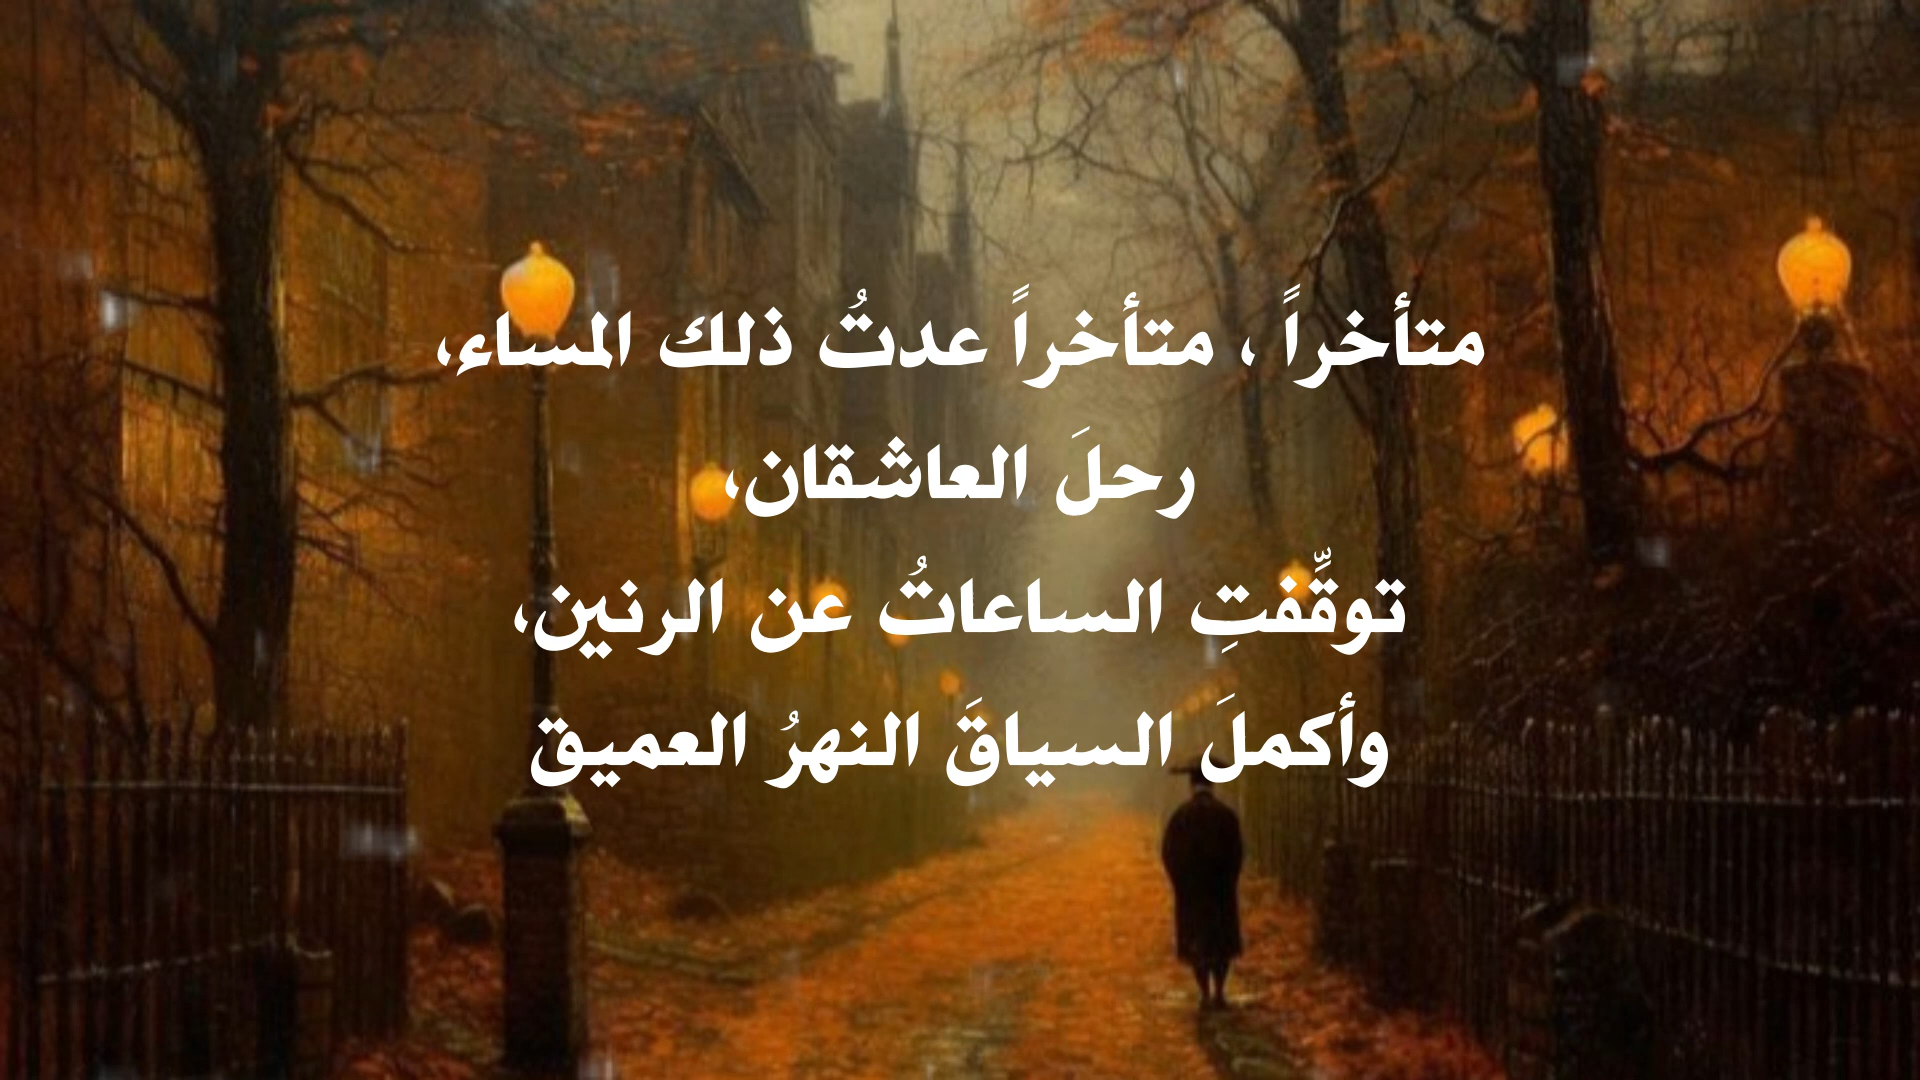 متأخراً ، متأخراً عدتُ ذلك المساء،
رحلَ العاشقان،
توقِّفتِ الساعاتُ عن الرنين،
وأكملَ السياقَ النهرُ العميق